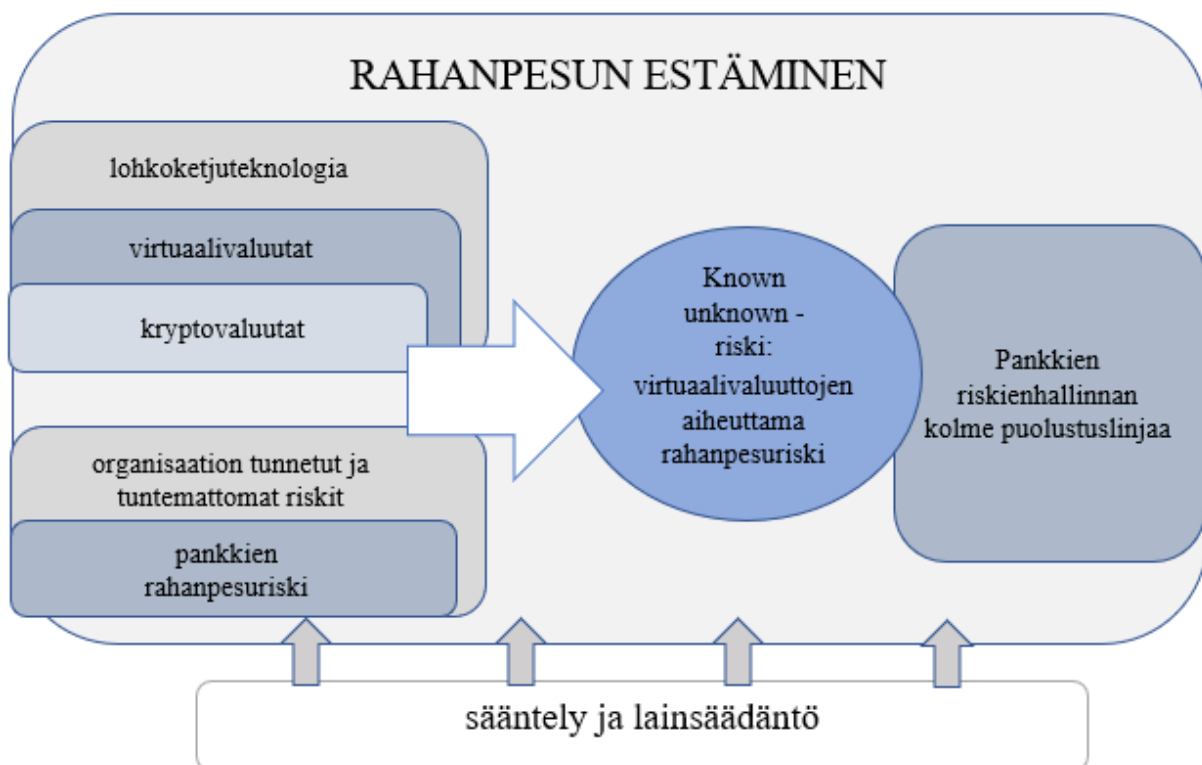 RAHANPESUN ESTÄMINEN
lohkoketjuteknologia
virtuaalivaluutat
kryptovaluutat
organisaation tunnetut ja
tuntemattomat riskit
pankkien
rahanpesuriski
Known
unknown -
riski:
virtuaalivaluuttojen
aiheuttama
rahanpesuriski
Pankkien
riskienhallinnan
kolme puolustuslinjaa
sääntely ja lainsäädäntö